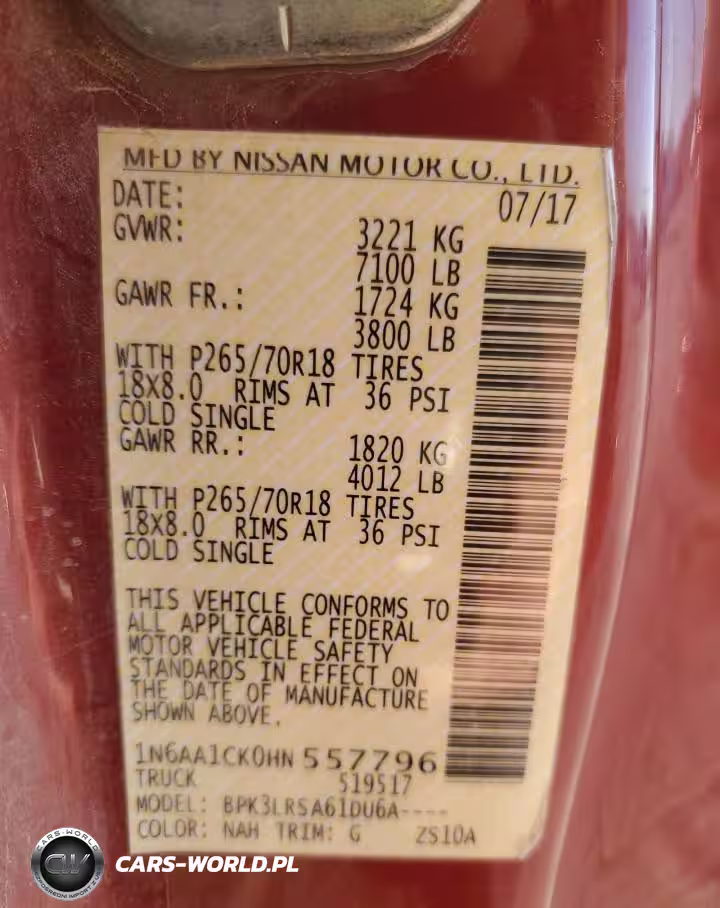 MFD BY NISSAN MOTOR CO., LTD.
DATE: 07/17
GVWR: 3221 KG
7100 LB
GAWR FR.: 1724 KG
3800 LB
WITH P265/70R18 TIRES
18X8.0 RIMS AT 36 PSI
COLD SINGLE
GAWR RR.: 1820 KG
4012 LB
WITH P265/70R18 TIRES
18X8.0 RIMS AT 36 PSI
COLD SINGLE
THIS VEHICLE CONFORMS TO
ALL APPLICABLE FEDERAL
MOTOR VEHICLE SAFETY
STANDARDS IN EFFECT ON
THE DATE OF MANUFACTURE
SHOWN ABOVE.
1N6AA1CK0HN 557796
TRUCK 519517
MODEL: BPK3LRSA61DU6A----
COLOR: NAH TRIM: G ZS10A
CARS-WORLD
CW
CARS-WORLD.PL